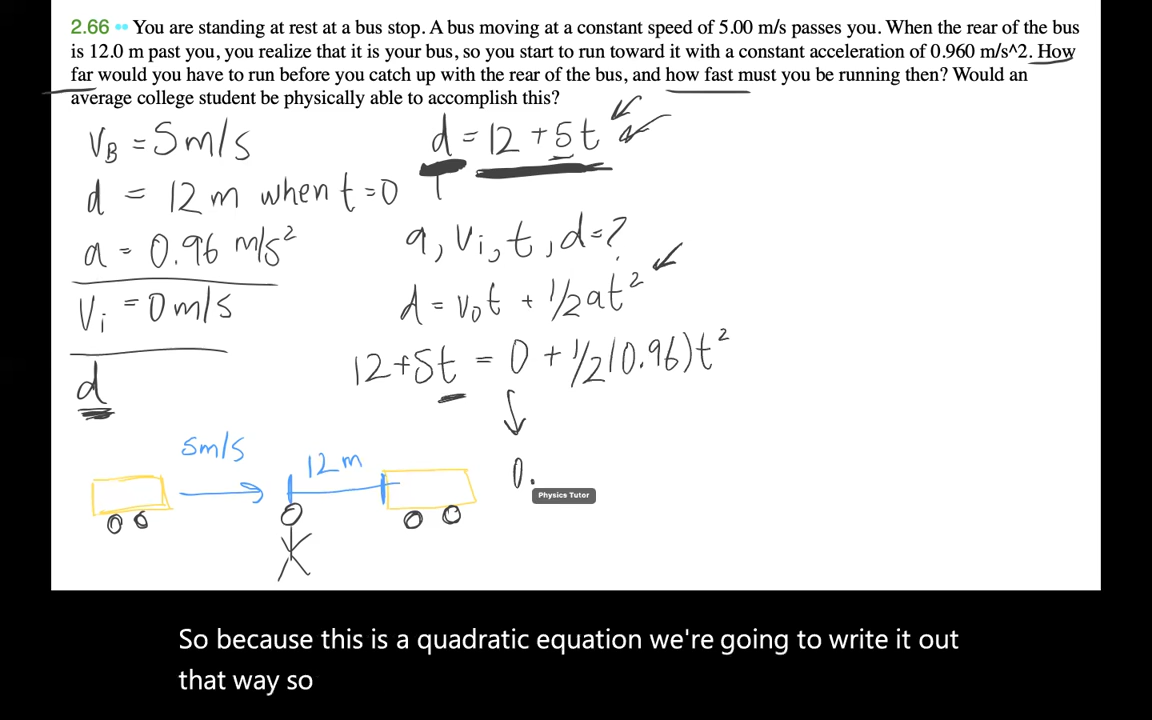 2.66 •• You are standing at rest at a bus stop. A bus moving at a constant speed of 5.00 m/s passes you. When the rear of the bus
is 12.0 m past you, you realize that it is your bus, so you start to run toward it with a constant acceleration of 0.960 m/s^2. How
far would you have to run before you catch up with the rear of the bus, and how fast must you be running then? Would an
average college student be physically able to accomplish this?
V_B = 5m/s
d = 12 m when t=0
a = 0.96 m/s²
V_i = 0m/s
d
d = 12 + 5t
a, V_i, t, d=?
d = V₀t + 1/2at²
12+5t = 0 + 1/2(0.96)t²
0.
5m/s
12m
Physics Tutor
So because this is a quadratic equation we're going to write it out
that way so